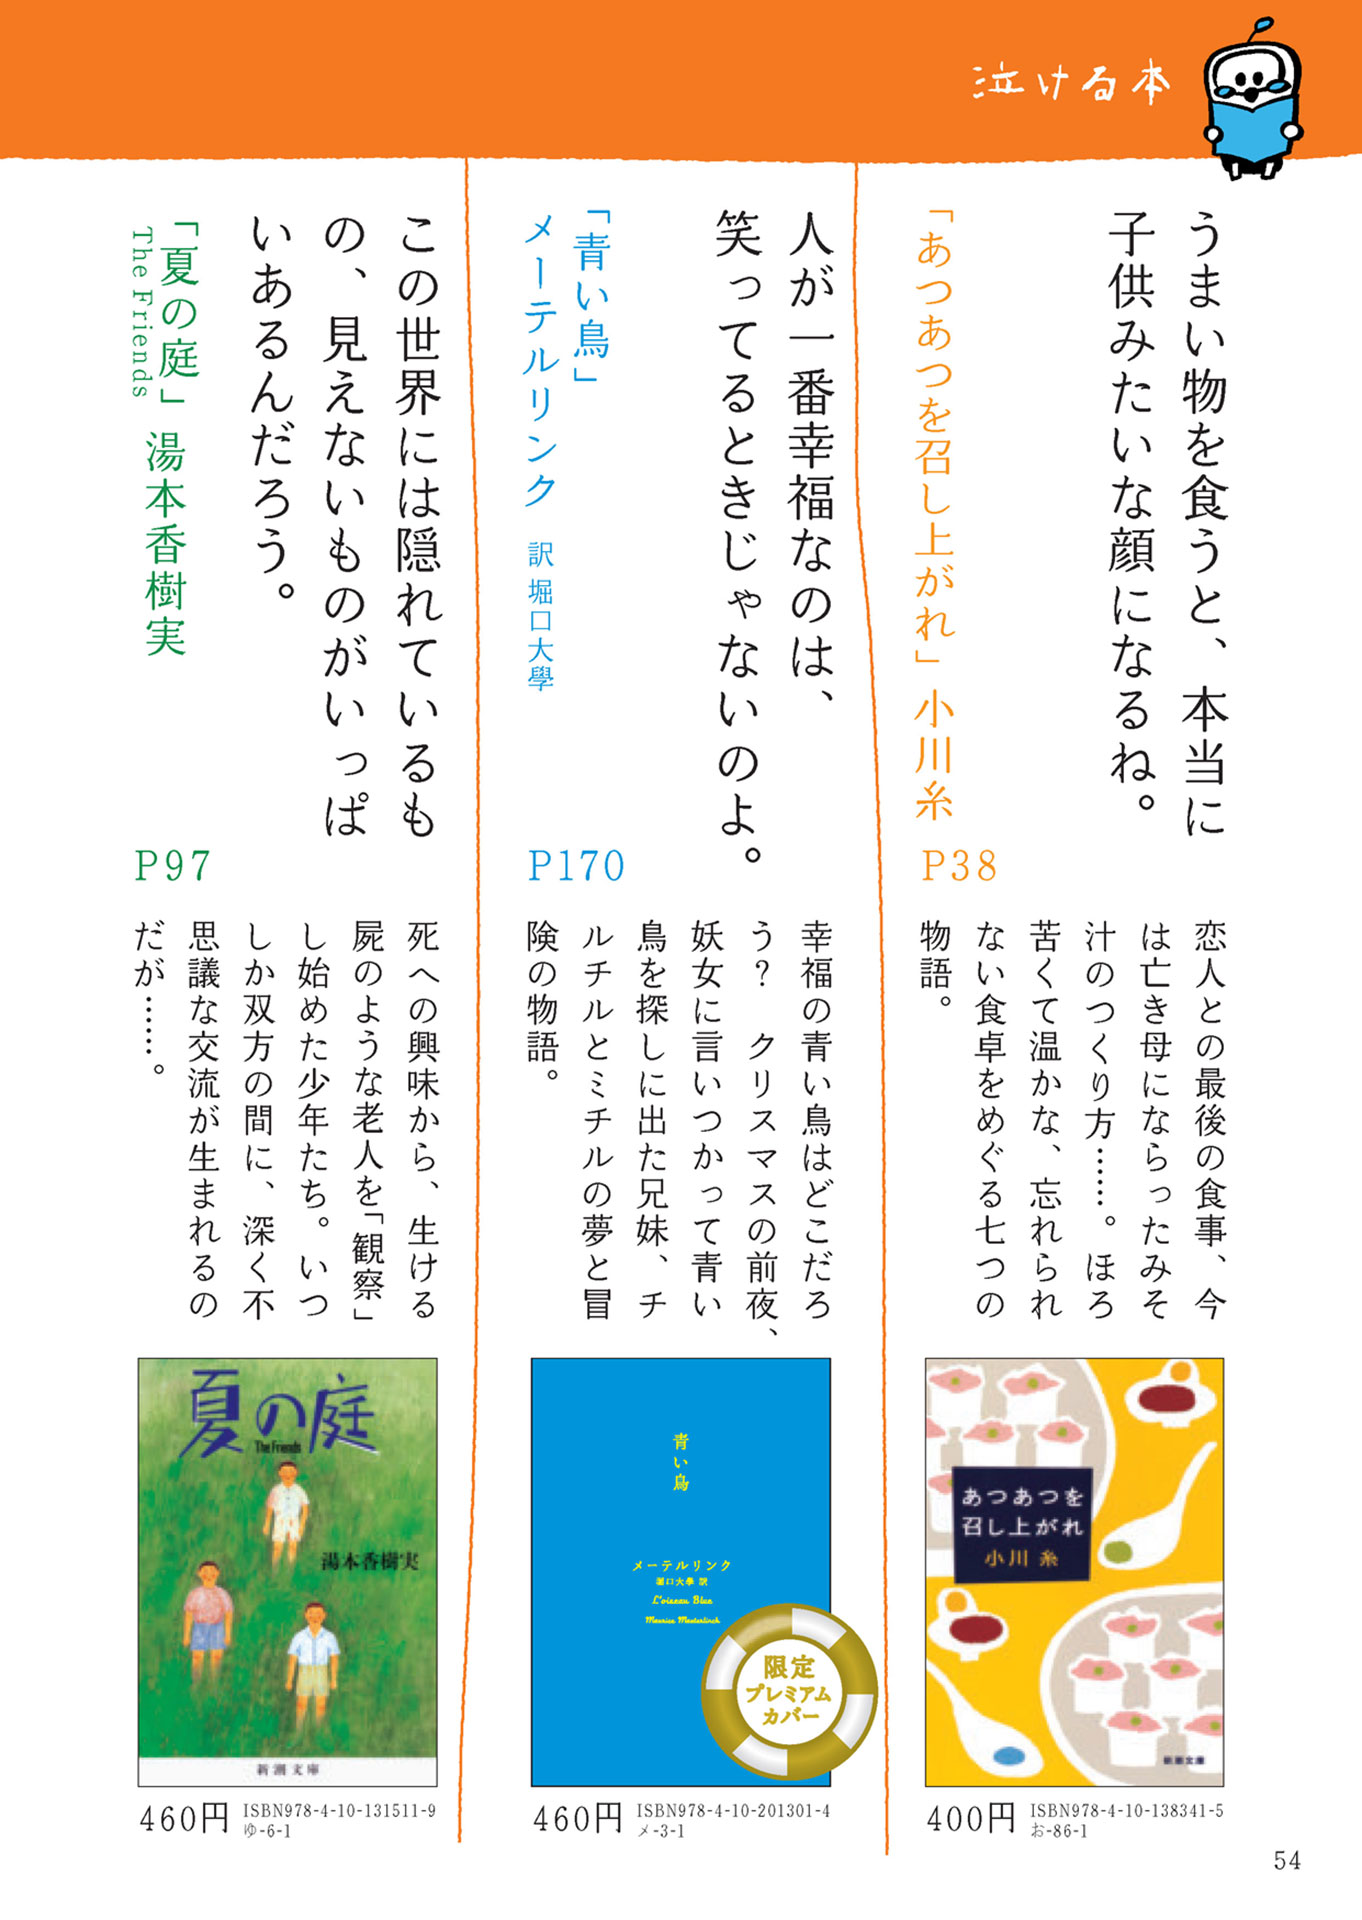 泣ける本
うまい物を食うと、本当に
子供みたいな顔になるね。
「あつあつを召し上がれ」小川糸
P38
恋人との最後の食事、今
は亡き母にならったみそ
汁のつくり方……。ほろ
苦くて温かな、忘れられ
ない食卓をめぐる七つの
物語。
あつあつを
召し上がれ
小川 糸
新潮文庫
400円
ISBN978-4-10-138341-5
お-86-1
人が一番幸福なのは、
笑ってるときじゃないのよ。
「青い鳥」
メーテルリンク 訳 堀口大學
P170
幸福の青い鳥はどこだろ
う？ クリスマスの前夜、
妖女に言いつかって青い
鳥を探しに出た兄妹、チ
ルチルとミチルの夢と冒
険の物語。
青い鳥
メーテルリンク
堀口大學 訳
L'oiseau Blue
Maurice Maeterlinck
限定
プレミアム
カバー
460円
ISBN978-4-10-201301-4
メ-3-1
この世界には隠れているも
の、見えないものがいっぱ
いあるんだろう。
「夏の庭」湯本香樹実
The Friends
P97
死への興味から、生ける
屍のような老人を「観察」
し始めた少年たち。いつ
しか双方の間に、深く不
思議な交流が生まれるの
だが……。
夏の庭
The Friends
湯本香樹実
新潮文庫
460円
ISBN978-4-10-131511-9
ゆ-6-1
54